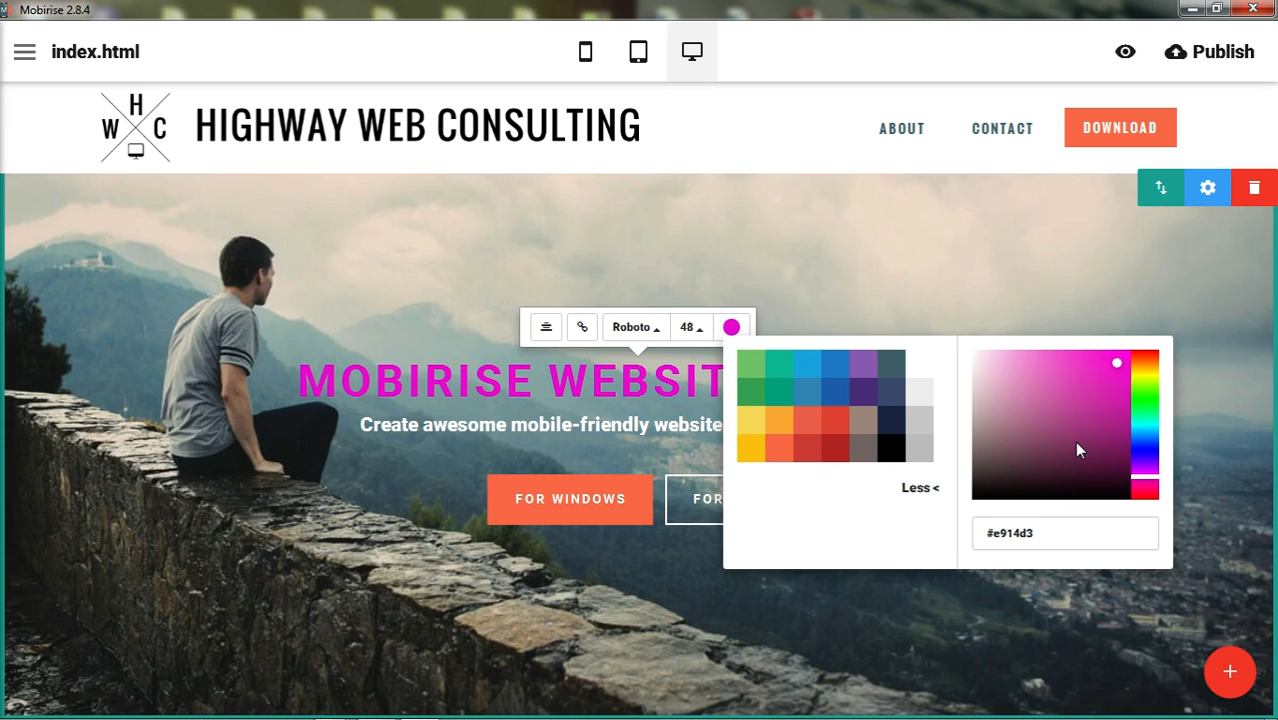 Mobirise 2.8.4
index.html
Publish
H
W C
HIGHWAY WEB CONSULTING
ABOUT
CONTACT
DOWNLOAD
Roboto
48
MOBIRISE WEBSIT
Create awesome mobile-friendly website
FOR WINDOWS
FOR
Less <
#e914d3
+